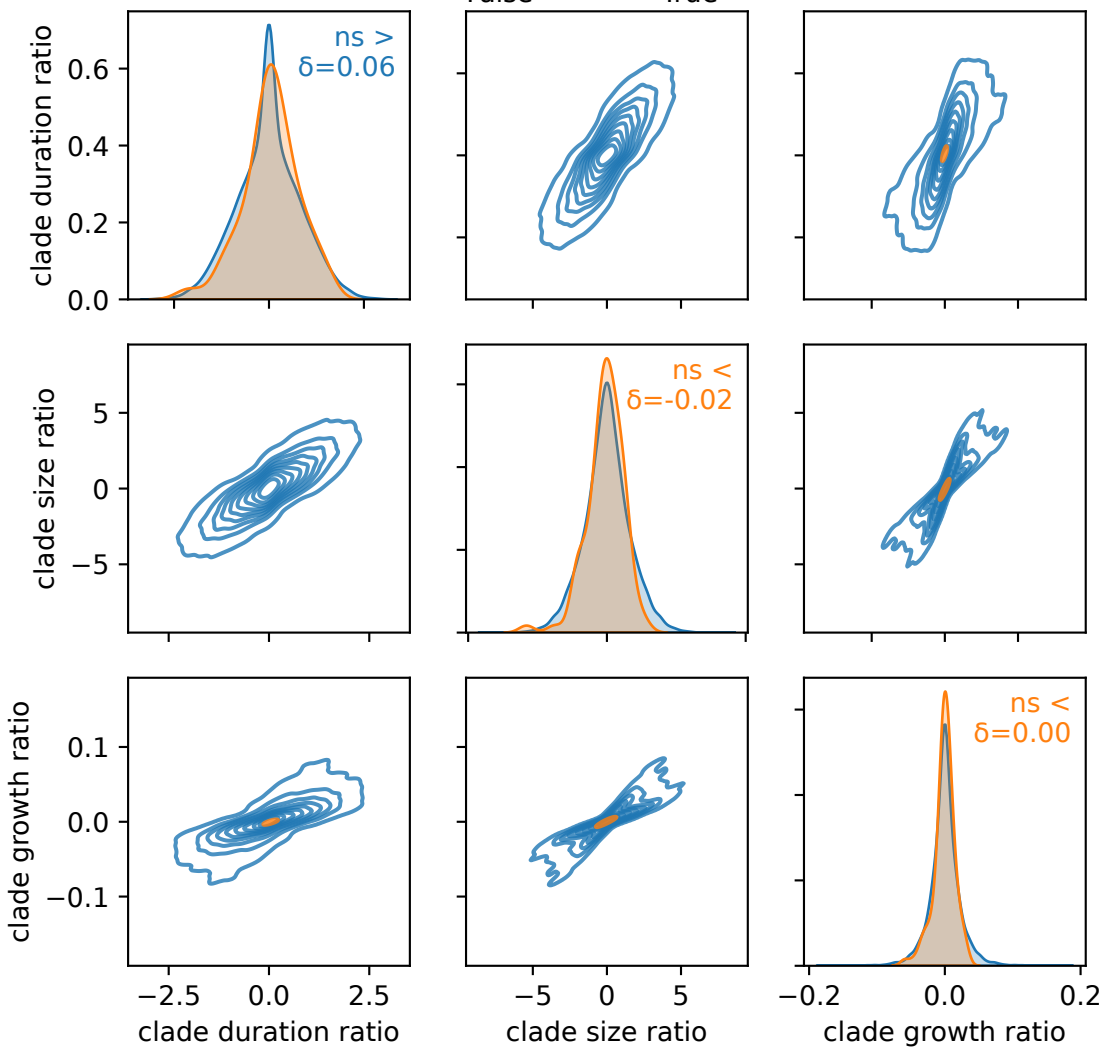 clade duration ratio
0.6
0.4
0.2
0.0
ns >
δ=0.06
clade size ratio
5
0
−5
ns <
δ=-0.02
clade growth ratio
0.1
0.0
−0.1
ns <
δ=0.00
−2.5 0.0 2.5
−5 0 5
−0.2 0.0 0.2
clade duration ratio
clade size ratio
clade growth ratio